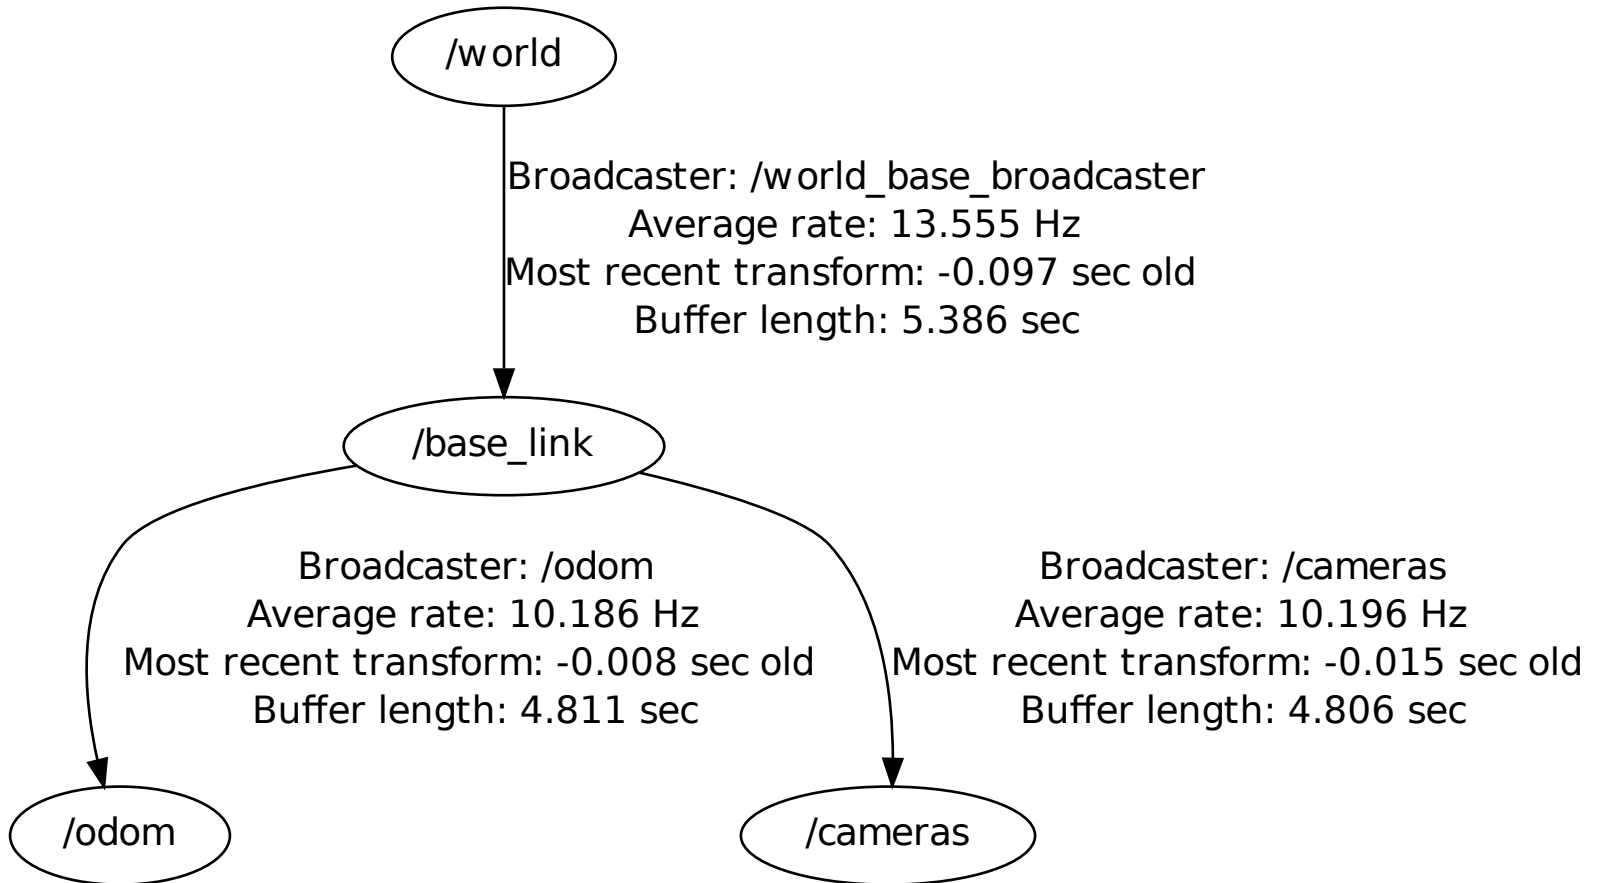 /world
Broadcaster: /world_base_broadcaster
Average rate: 13.555 Hz
Most recent transform: -0.097 sec old
Buffer length: 5.386 sec
/base_link
Broadcaster: /odom
Average rate: 10.186 Hz
Most recent transform: -0.008 sec old
Buffer length: 4.811 sec
Broadcaster: /cameras
Average rate: 10.196 Hz
Most recent transform: -0.015 sec old
Buffer length: 4.806 sec
/odom
/cameras